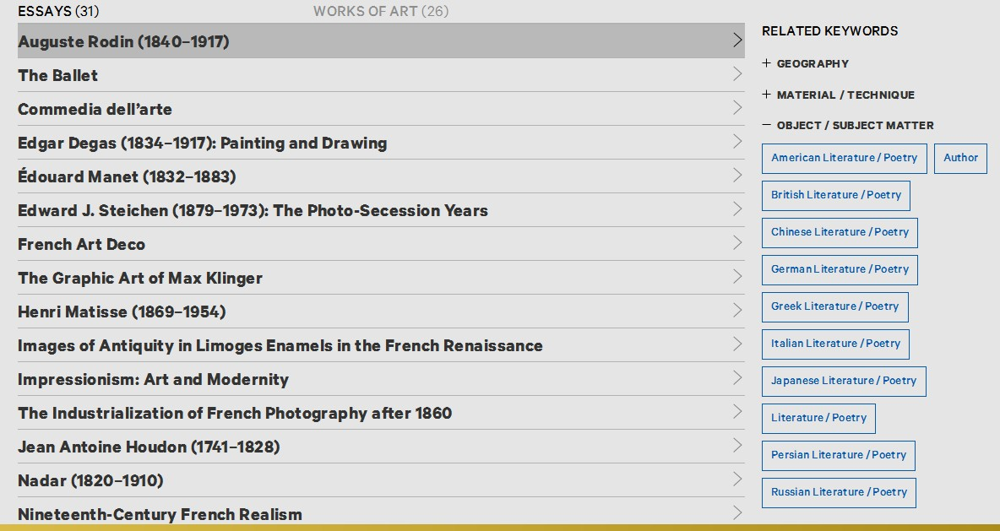 ESSAYS (31)
WORKS OF ART (26)
Auguste Rodin (1840–1917)
The Ballet
Commedia dell’arte
Edgar Degas (1834–1917): Painting and Drawing
Édouard Manet (1832–1883)
Edward J. Steichen (1879–1973): The Photo-Secession Years
French Art Deco
The Graphic Art of Max Klinger
Henri Matisse (1869–1954)
Images of Antiquity in Limoges Enamels in the French Renaissance
Impressionism: Art and Modernity
The Industrialization of French Photography after 1860
Jean Antoine Houdon (1741–1828)
Nadar (1820–1910)
Nineteenth-Century French Realism
RELATED KEYWORDS
+ GEOGRAPHY
+ MATERIAL / TECHNIQUE
– OBJECT / SUBJECT MATTER
American Literature / Poetry
Author
British Literature / Poetry
Chinese Literature / Poetry
German Literature / Poetry
Greek Literature / Poetry
Italian Literature / Poetry
Japanese Literature / Poetry
Literature / Poetry
Persian Literature / Poetry
Russian Literature / Poetry